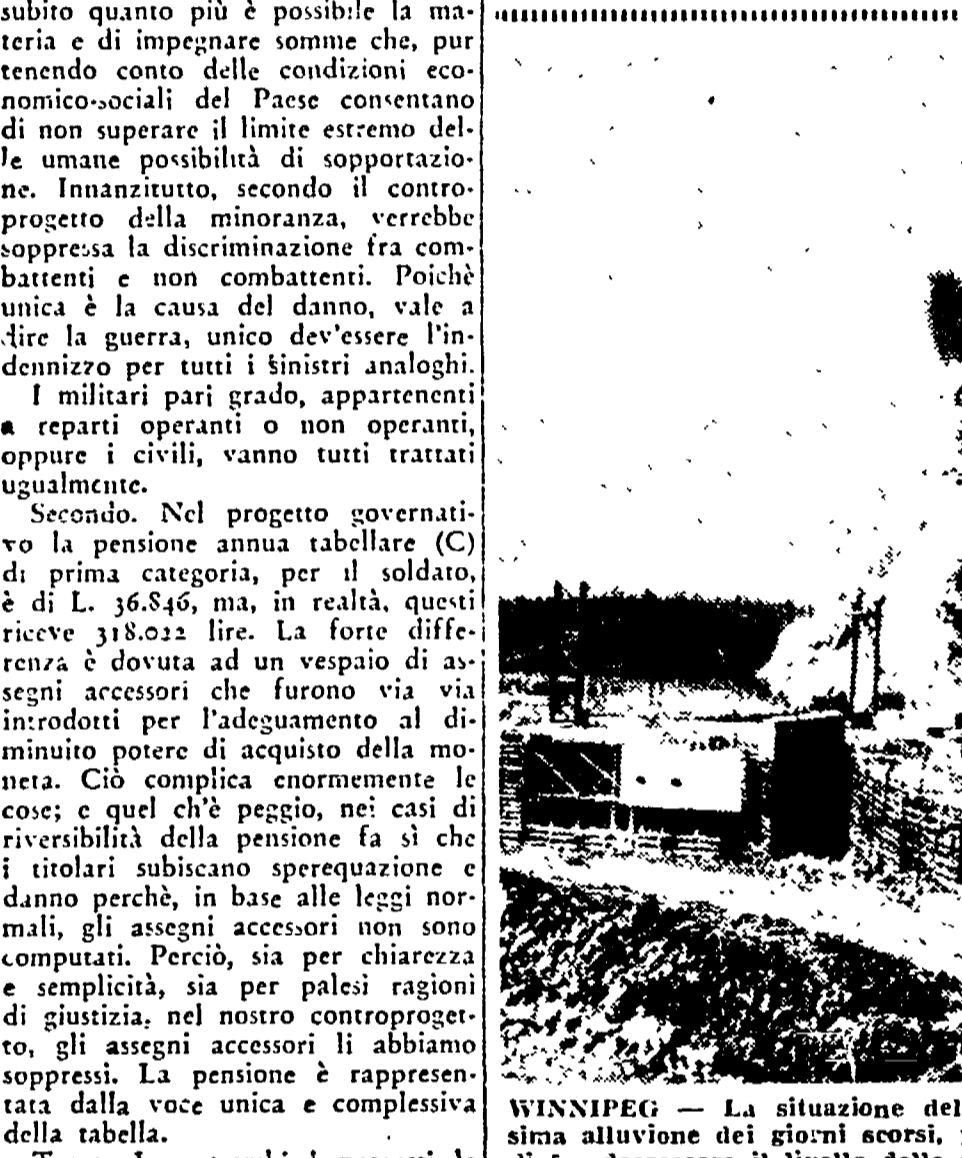 subito quanto più è possibile la ma-
teria e di impegnare somme che, pur
tenendo conto delle condizioni eco-
nomico-sociali del Paese consentano
di non superare il limite estremo del-
le umane possibilità di sopportazio-
ne. Innanzitutto, secondo il contro-
progetto della minoranza, verrebbe
soppressa la discriminazione fra com-
battenti e non combattenti. Poichè
unica è la causa del danno, vale a
dire la guerra, unico dev'essere l'in-
dennizzo per tutti i sinistri analoghi.
I militari pari grado, appartenenti
a reparti operanti o non operanti,
oppure i civili, vanno tutti trattati
ugualmente.
Secondo. Nel progetto governati-
vo la pensione annua tabellare (C)
di prima categoria, per il soldato,
è di L. 36.846, ma, in realtà, questi
riceve 318.022 lire. La forte diffe-
renza è dovuta ad un vespaio di as-
segni accessori che furono via via
introdotti per l'adeguamento al di-
minuito potere di acquisto della mo-
neta. Ciò complica enormemente le
cose; e quel ch'è peggio, nei casi di
riversibilità della pensione fa sì che
i titolari subiscano sperequazione e
danno perchè, in base alle leggi nor-
mali, gli assegni accessori non sono
computati. Perciò, sia per chiarezza
e semplicità, sia per palesi ragioni
di giustizia, nel nostro controproget-
to, gli assegni accessori li abbiamo
soppressi. La pensione è rappresen-
tata dalla voce unica e complessiva
della tabella.
WINNIPEG — La situazione del
sima alluvione dei giorni scorsi,